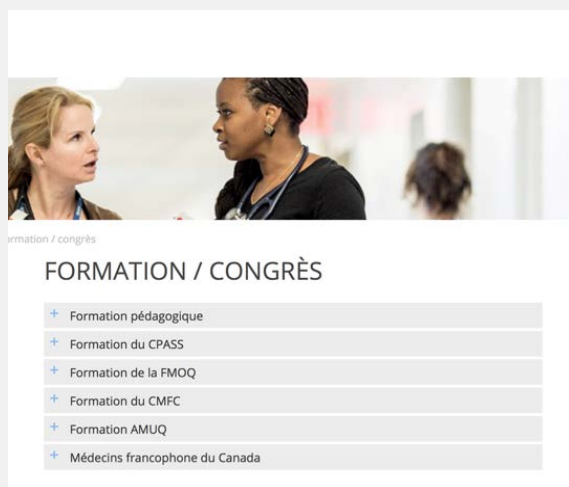 ormation / congrès
FORMATION / CONGRÈS
+ Formation pédagogique
+ Formation du CPASS
+ Formation de la FMOQ
+ Formation du CMFC
+ Formation AMUQ
+ Médecins francophone du Canada